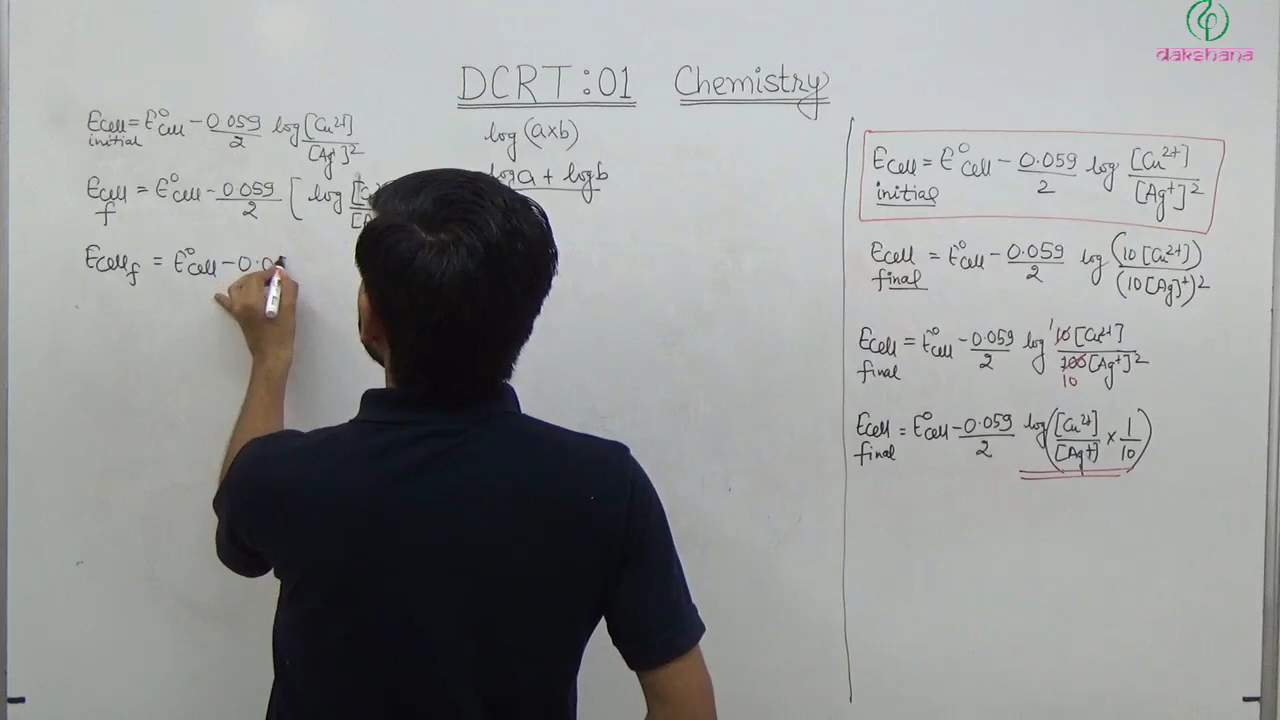 dakshana
DCRT:01 Chemistry
Ecell initial = E°cell - 0.059/2 log [Cu2+]/[Ag+]^2
log(a×b)
log a + log b
Ecell f = E°cell - 0.059/2 [ log
Ecell f = E°cell - 0.0
Ecell initial = E°cell - 0.059/2 log [Cu2+]/[Ag+]^2
Ecell final = E°cell - 0.059/2 log (10[Cu2+])/(10[Ag]+)^2
Ecell final = E°cell - 0.059/2 log 1 10[Cu2+]/100[Ag+]^2 10
Ecell final = E°cell - 0.059/2 log([Cu2+]/[Ag+] × 1/10)